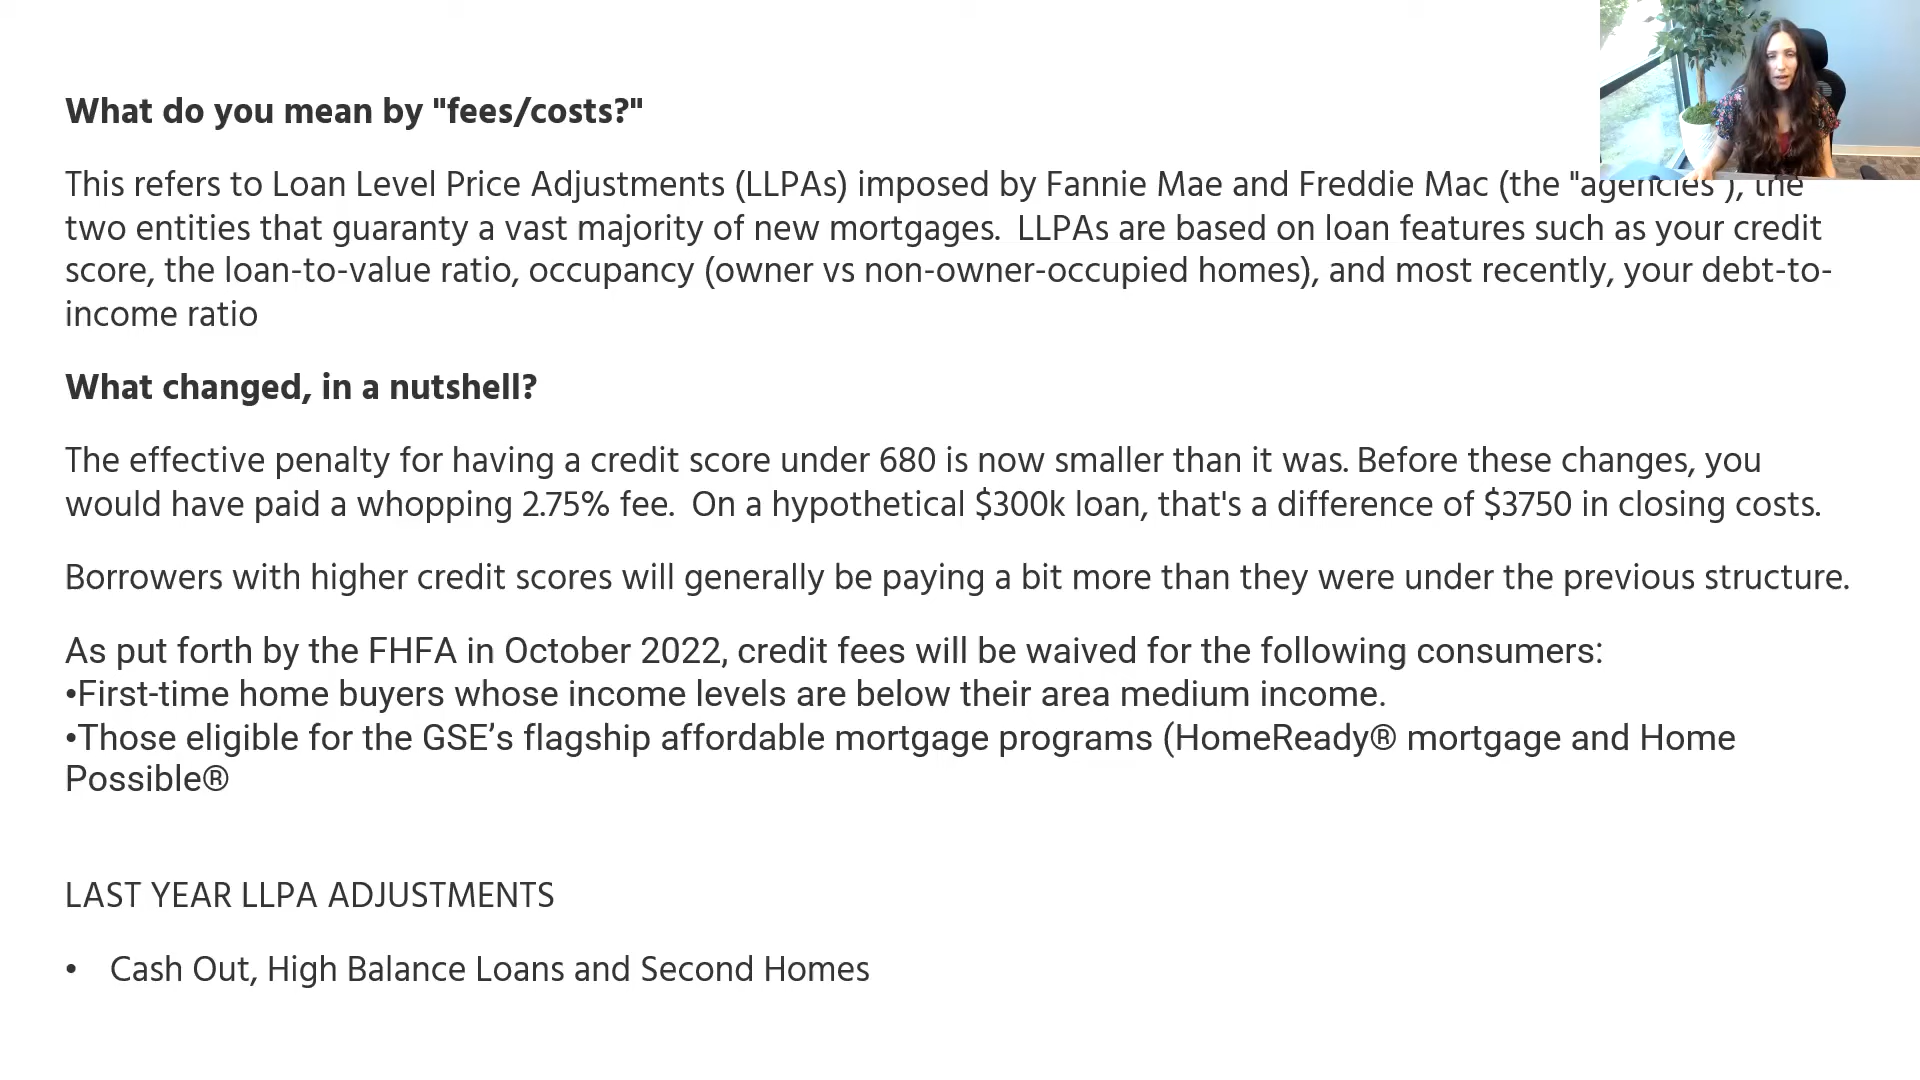 What do you mean by "fees/costs?"
This refers to Loan Level Price Adjustments (LLPAs) imposed by Fannie Mae and Freddie Mac (the "agencies"), the
two entities that guaranty a vast majority of new mortgages.  LLPAs are based on loan features such as your credit
score, the loan-to-value ratio, occupancy (owner vs non-owner-occupied homes), and most recently, your debt-to-
income ratio
What changed, in a nutshell?
The effective penalty for having a credit score under 680 is now smaller than it was. Before these changes, you
would have paid a whopping 2.75% fee.  On a hypothetical $300k loan, that's a difference of $3750 in closing costs.
Borrowers with higher credit scores will generally be paying a bit more than they were under the previous structure.
As put forth by the FHFA in October 2022, credit fees will be waived for the following consumers:
•First-time home buyers whose income levels are below their area medium income.
•Those eligible for the GSE’s flagship affordable mortgage programs (HomeReady® mortgage and Home
Possible®
LAST YEAR LLPA ADJUSTMENTS
• Cash Out, High Balance Loans and Second Homes